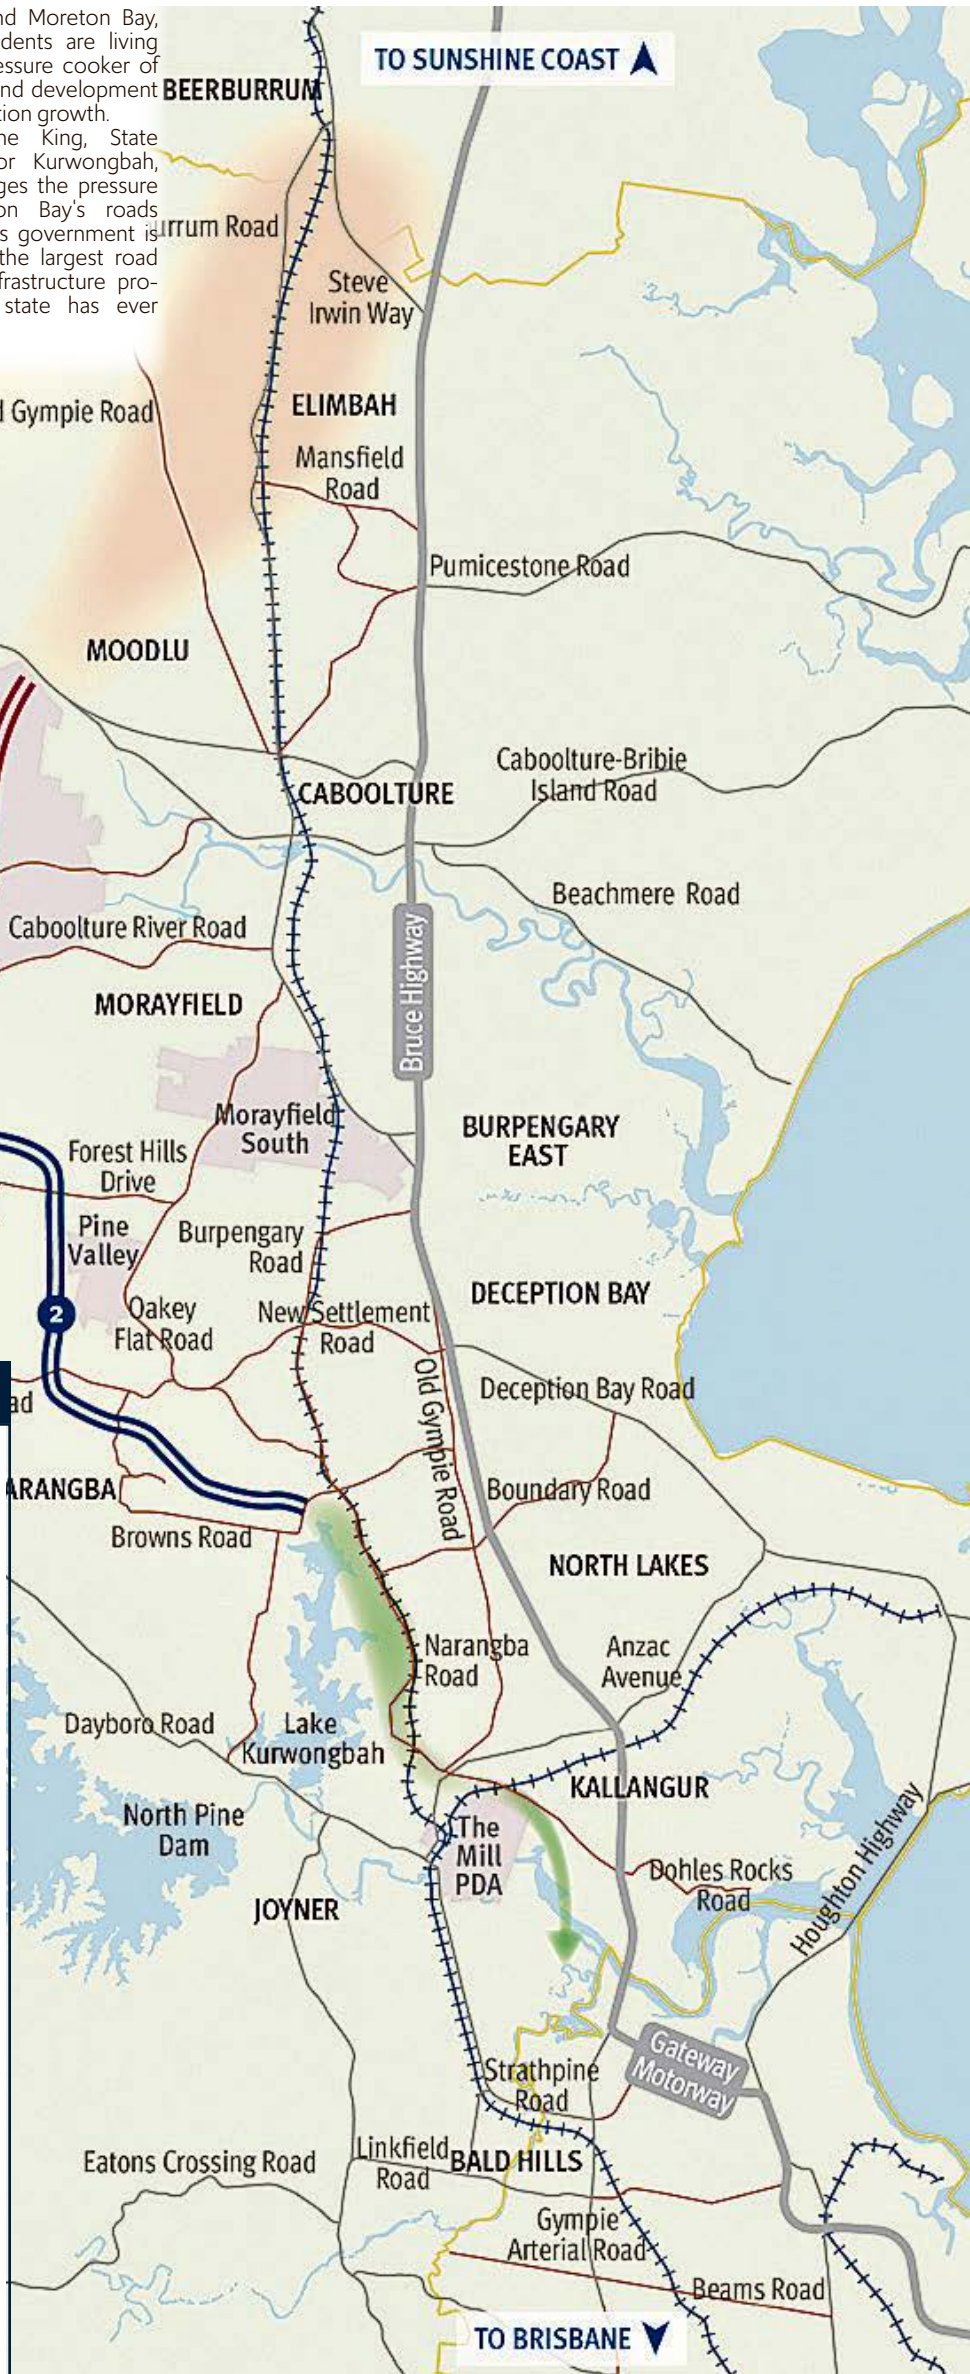 nd Moreton Bay,
dents are living
essure cooker of
nd development
tion growth.
ne King, State
or Kurwongbah,
ges the pressure
on Bay's roads
s government is
the largest road
frastructure pro-
state has ever
TO SUNSHINE COAST
BEERBURRUM
urrum Road
Steve
Irwin Way
ELIMBAH
d Gympie Road
Mansfield
Road
Pumicestone Road
MOODLU
Caboolture-Bribie
Island Road
CABOOLTURE
Beachmere Road
Caboolture River Road
Bruce Highway
MORAYFIELD
Morayfield
South
BURPENGARY
EAST
Forest Hills
Drive
Pine
Valley
Burpengary
Road
DECEPTION BAY
2
Oakey
Flat Road
New Settlement
Road
Old Gympie Road
Deception Bay Road
ad
ARANGBA
Boundary Road
Browns Road
NORTH LAKES
Narangba
Road
Anzac
Avenue
Dayboro Road
Lake
Kurwongbah
KALLANGUR
North Pine
Dam
The
Mill
PDA
Dohles Rocks
Road
Houghton Highway
JOYNER
Gateway
Motorway
Strathpine
Road
Eatons Crossing Road
Linkfield
Road
BALD HILLS
Gympie
Arterial Road
Beams Road
TO BRISBANE